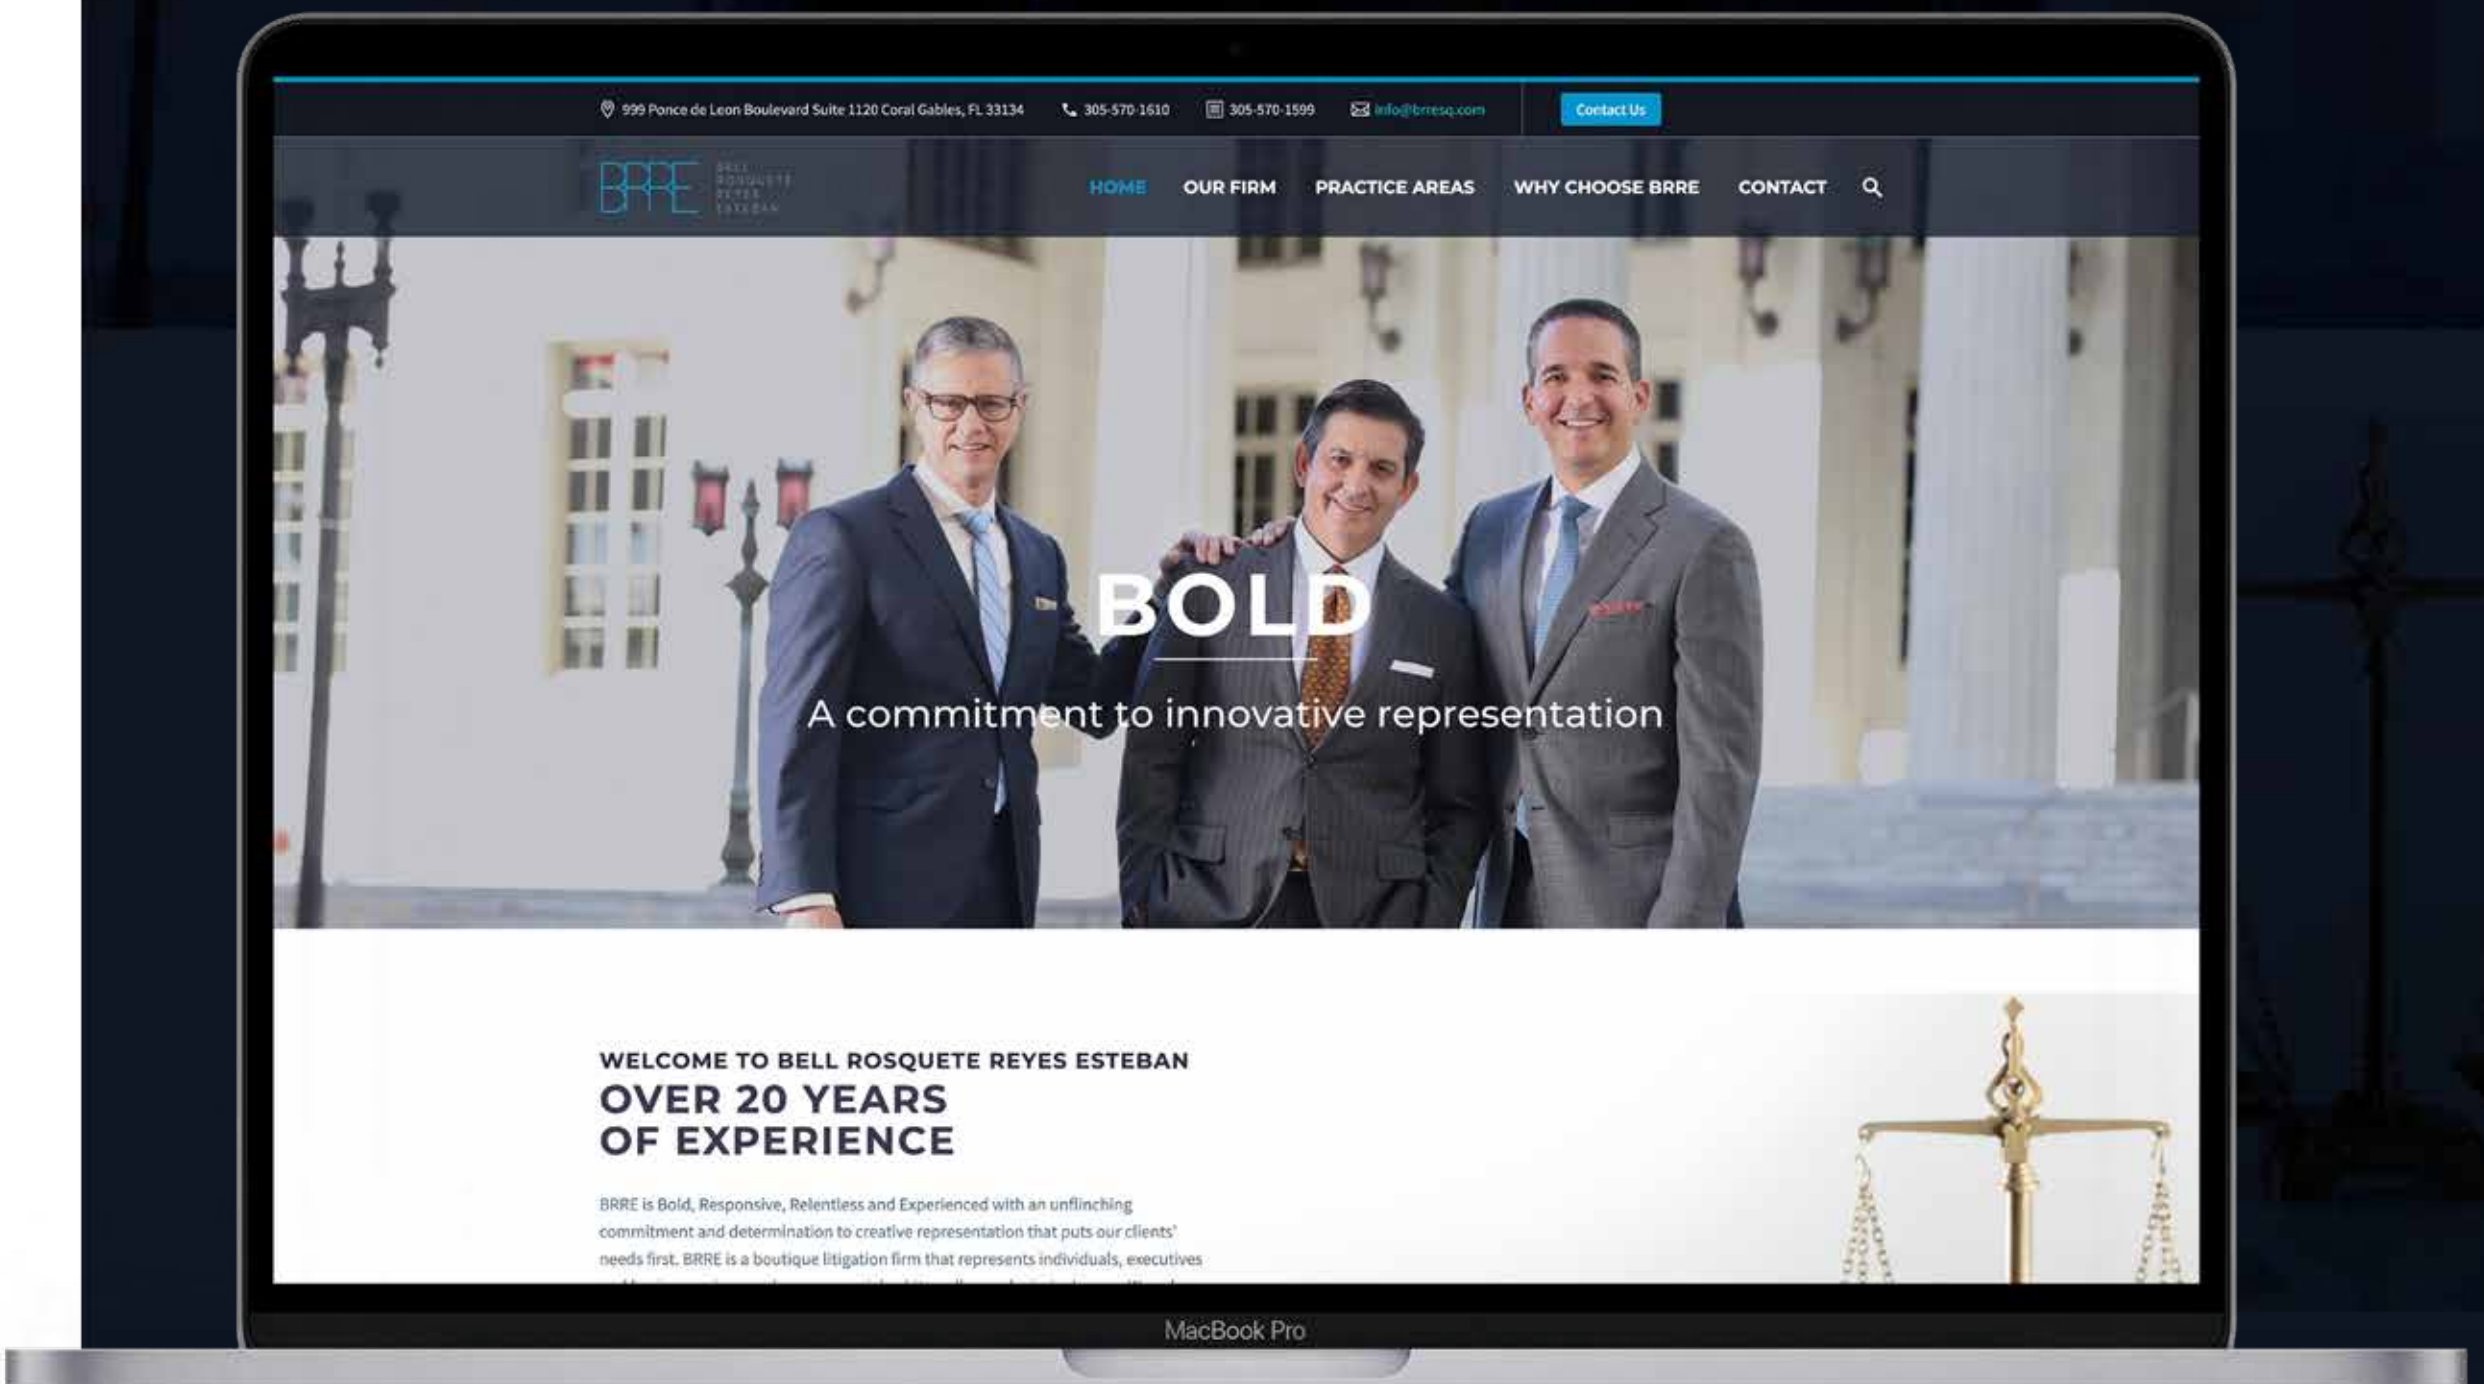 999 Ponce de Leon Boulevard Suite 1120 Coral Gables, FL 33134 305-570-1610 305-570-1599 info@brresq.com Contact Us
BRRE
BELL
ROSQUETE
REYES
ESTEBAN
HOME OUR FIRM PRACTICE AREAS WHY CHOOSE BRRE CONTACT
BOLD
A commitment to innovative representation
WELCOME TO BELL ROSQUETE REYES ESTEBAN
OVER 20 YEARS
OF EXPERIENCE
BRRE is Bold, Responsive, Relentless and Experienced with an unflinching
commitment and determination to creative representation that puts our clients'
needs first. BRRE is a boutique litigation firm that represents individuals, executives
MacBook Pro